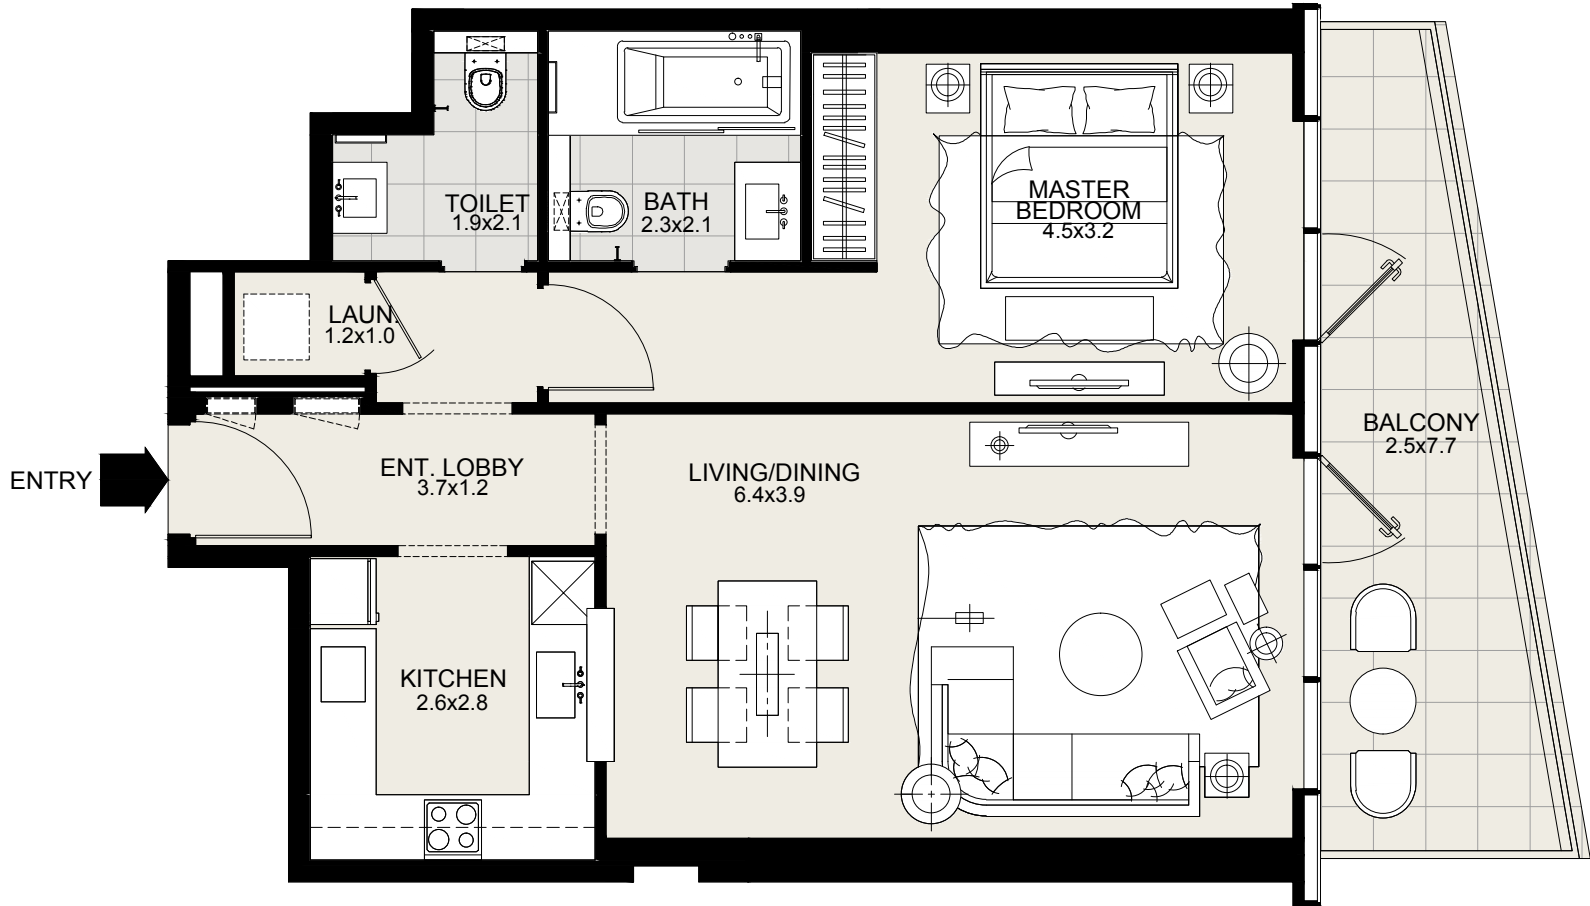 TOILET
1.9x2.1
BATH
2.3x2.1
MASTER
BEDROOM
4.5x3.2
LAUN.
1.2x1.0
BALCONY
2.5x7.7
ENTRY
ENT. LOBBY
3.7x1.2
LIVING/DINING
6.4x3.9
KITCHEN
2.6x2.8